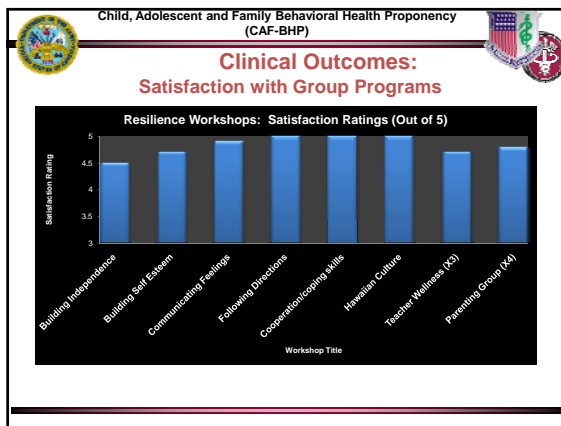 Child, Adolescent and Family Behavioral Health Proponency
(CAF-BHP)
Clinical Outcomes:
Satisfaction with Group Programs
Resilience Workshops:  Satisfaction Ratings (Out of 5)
Satisfaction Rating
5
4.5
4
3.5
3
Building Independence
Building Self Esteem
Communicating Feelings
Following Directions
Cooperation/coping skills
Hawaiian Culture
Teacher Wellness (X3)
Parenting Group (X4)
Workshop Title